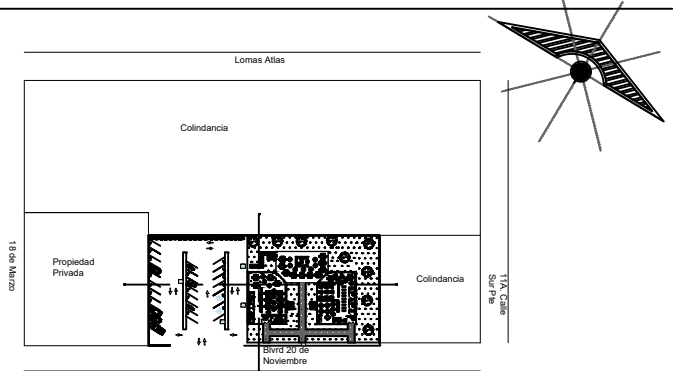 Lomas Atlas
Colindancia
18 de Marzo
Propiedad
Privada
Colindancia
11A. Calle
Sur Pte
Blvrd 20 de
Noviembre